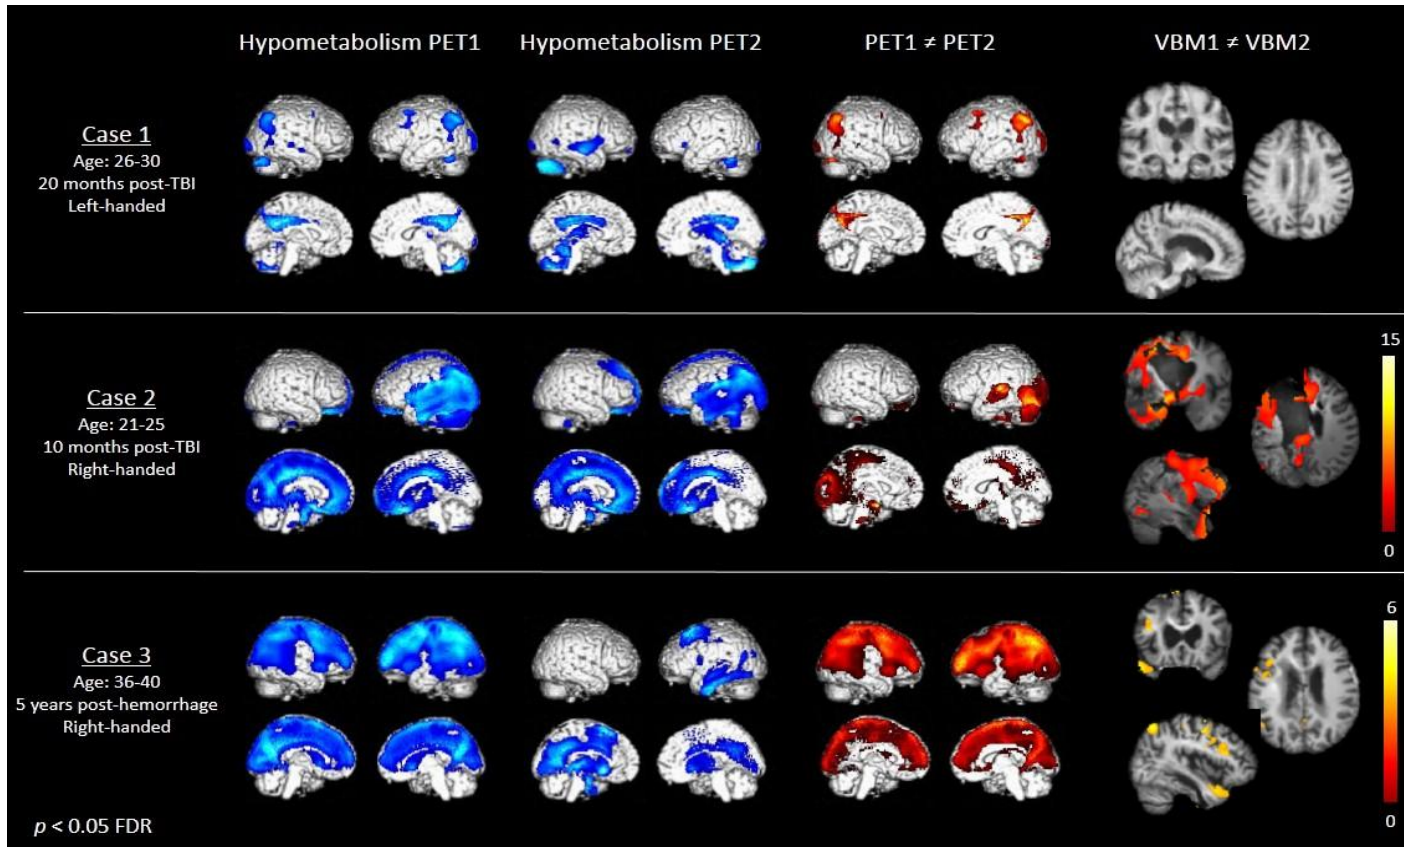 Hypometabolism PET1
Hypometabolism PET2
PET1 ≠ PET2
VBM1 ≠ VBM2
Case 1
Age: 26-30
20 months post-TBI
Left-handed
Case 2
Age: 21-25
10 months post-TBI
Right-handed
15
0
Case 3
Age: 36-40
5 years post-hemorrhage
Right-handed
6
0
p < 0.05 FDR